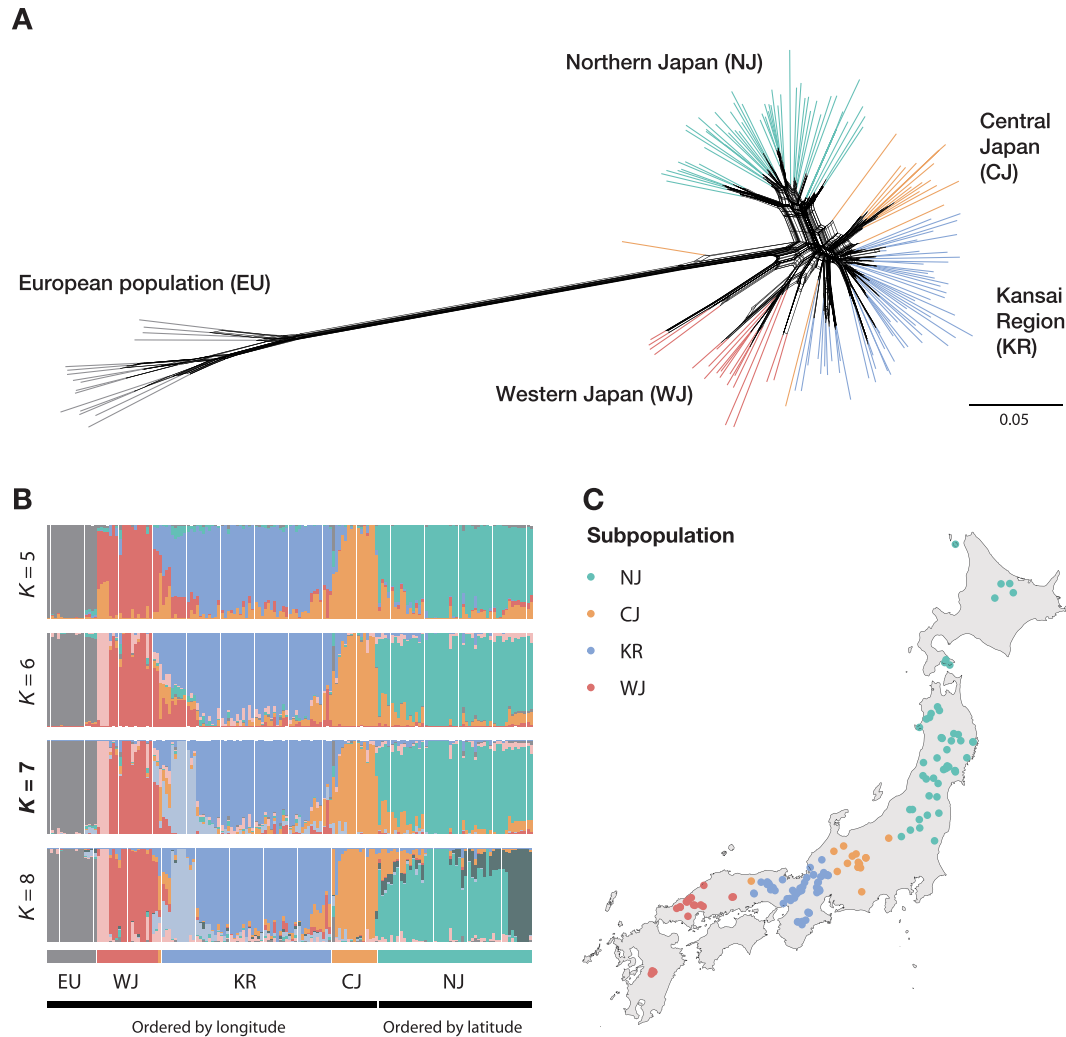 A
Northern Japan (NJ)
Central
Japan
(CJ)
European population (EU)
Kansai
Region
(KR)
Western Japan (WJ)
0.05
B
K = 5
K = 6
K = 7
K = 8
EU WJ KR CJ NJ
Ordered by longitude Ordered by latitude
C
Subpopulation
NJ
CJ
KR
WJ